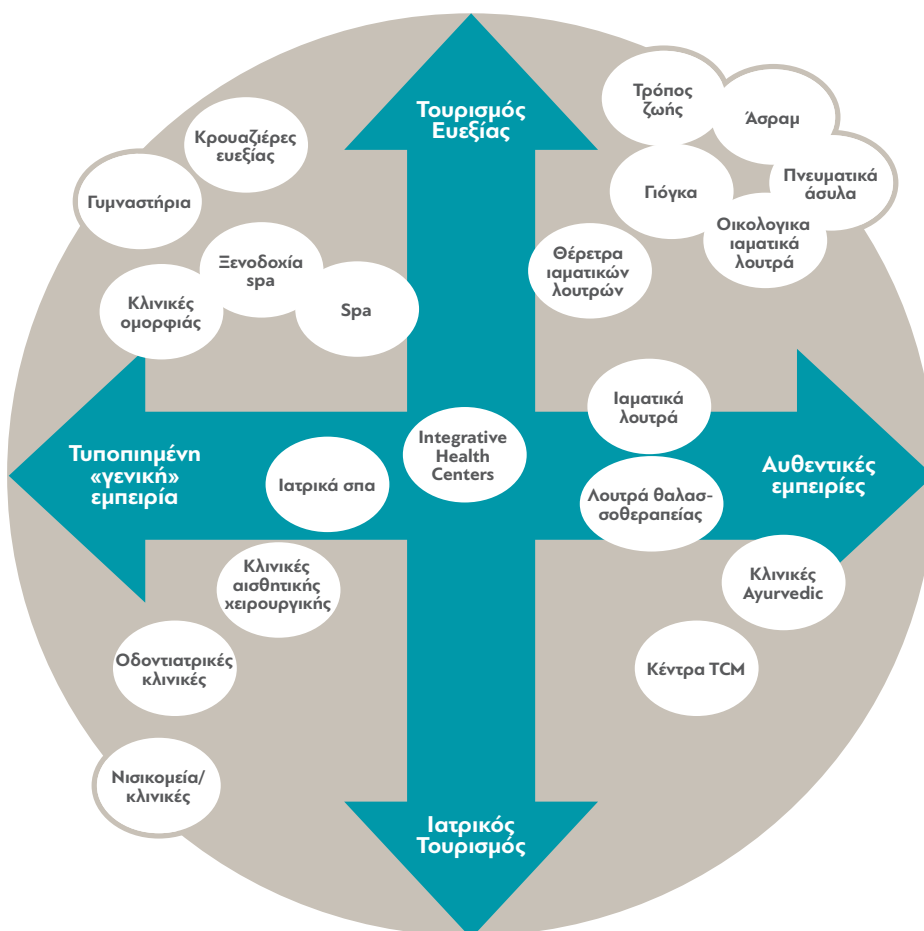 Τουρισμός
Ευεξίας
Τρόπος
ζωής
Άσραμ
Κρουαζιέρες
ευεξίας
Πνευματικά
άσυλα
Γυμναστήρια
Γιόγκα
Οικολογικα
ιαματικά
λουτρά
Ξενοδοχία
spa
Θέρετρα
ιαματικών
λουτρών
Κλινικές
ομορφιάς
Spa
Ιαματικά
λουτρά
Integrative
Health
Centers
Τυποπιημένη
«γενική»
εμπειρία
Ιατρικά σπα
Λουτρά θαλασ-
σοθεραπείας
Αυθεντικές
εμπειρίες
Κλινικές
αισθητικής
χειρουργικής
Κλινικές
Ayurvedic
Οδοντιατρικές
κλινικές
Κέντρα TCM
Νισικομεία/
κλινικές
Ιατρικός
Τουρισμός